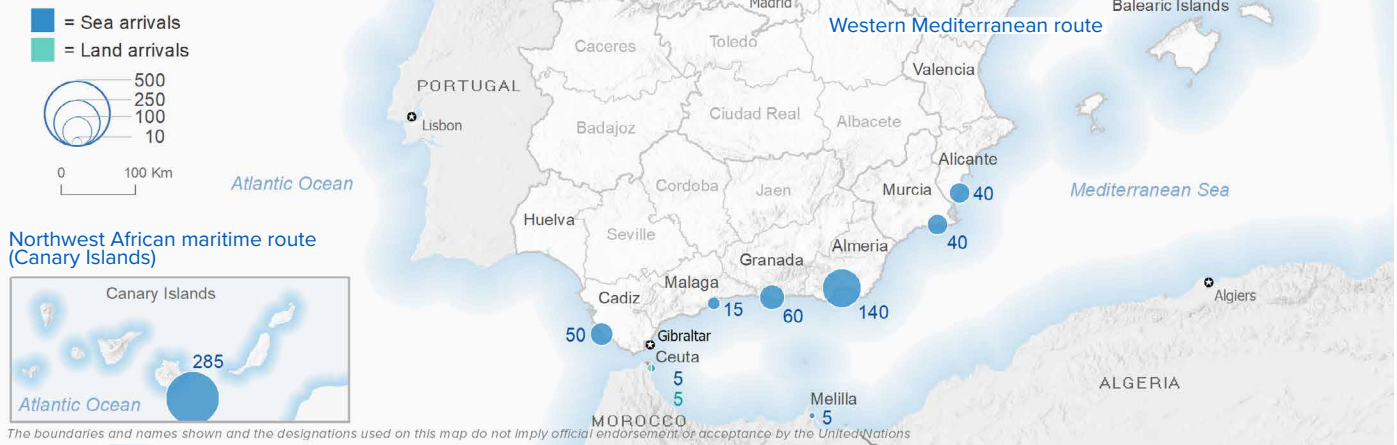 = Sea arrivals
= Land arrivals
500
250
100
10
0 100 Km
Madrid
Western Mediterranean route
Balearic Islands
Caceres
Toledo
Valencia
PORTUGAL
Lisbon
Badajoz
Ciudad Real
Albacete
Alicante
Atlantic Ocean
Cordoba
Jaen
Murcia
40
Mediterranean Sea
Huelva
Seville
40
Almeria
Granada
Northwest African maritime route
(Canary Islands)
Canary Islands
Malaga
Cadiz
15
60
140
Algiers
50
Gibraltar
Ceuta
285
5
5
ALGERIA
Melilla
5
Atlantic Ocean
MOROCCO
The boundaries and names shown and the designations used on this map do not imply official endorsement or acceptance by the United Nations